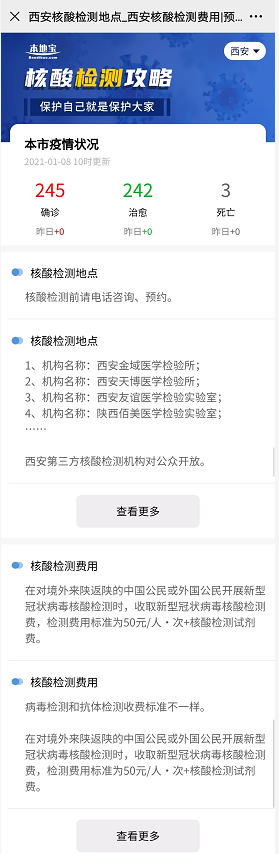 西安核酸检测地点_西安核酸检测费用|预...
本地宝
Bendibao.com
西安
核酸检测攻略
保护自己就是保护大家
本市疫情状况
2021-01-08 10时更新
245
242
3
确诊
治愈
死亡
昨日+0
昨日+0
昨日+0
核酸检测地点
核酸检测前请电话咨询、预约。
核酸检测地点
1、机构名称：西安金域医学检验所；
2、机构名称：西安天博医学检验所；
3、机构名称：西安友谊医学检验实验室；
4、机构名称：陕西佰美医学检验实验室；
……
西安第三方核酸检测机构对公众开放。
查看更多
核酸检测费用
在对境外来陕返陕的中国公民或外国公民开展新型
冠状病毒核酸检测时，收取新型冠状病毒核酸检测
费，检测费用标准为50元/人・次+核酸检测试剂
费。
核酸检测费用
病毒检测和抗体检测收费标准不一样。
在对境外来陕返陕的中国公民或外国公民开展新型
冠状病毒核酸检测时，收取新型冠状病毒核酸检测
费，检测费用标准为50元/人・次+核酸检测试剂
费。
查看更多